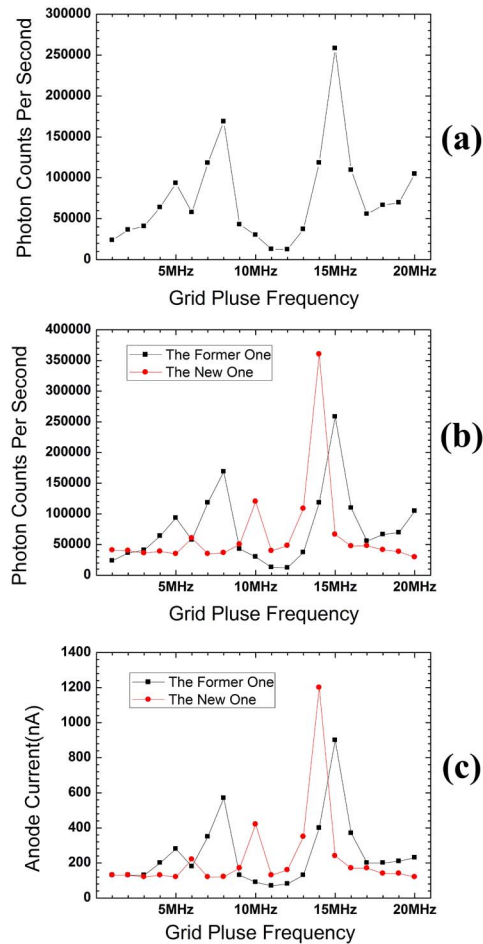 300000
250000
200000
150000
100000
50000
0
Photon Counts Per Second
5MHz 10MHz 15MHz 20MHz
Grid Pluse Frequency
(a)
400000
350000
300000
250000
200000
150000
100000
50000
0
Photon Counts Per Second
The Former One
The New One
5MHz 10MHz 15MHz 20MHz
Grid Pluse Frequency
(b)
1400
1200
1000
800
600
400
200
0
Anode Current(nA)
The Former One
The New One
5MHz 10MHz 15MHz 20MHz
Grid Pluse Frequency
(c)